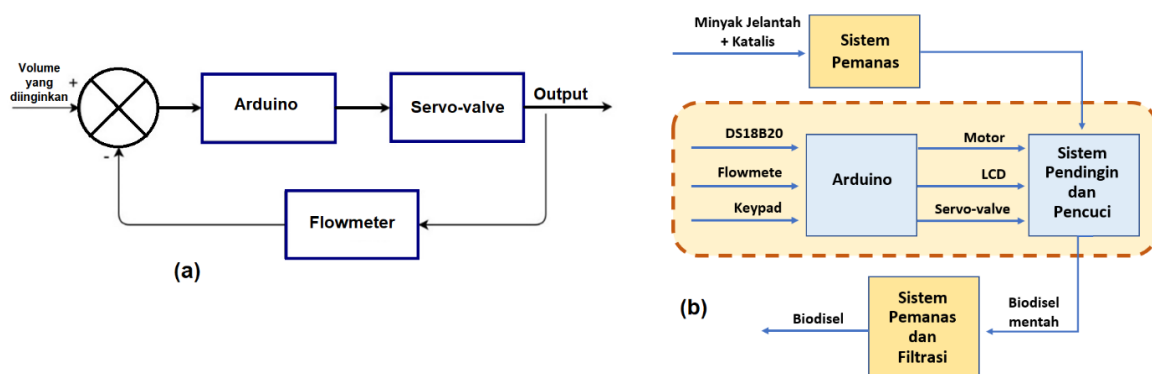 Volume
yang
diinginkan
+
-
Arduino
Servo-valve
Output
Flowmeter
(a)
Minyak Jelantah
+ Katalis
Sistem
Pemanas
DS18B20
Flowmete
Keypad
Arduino
Motor
LCD
Servo-valve
Sistem
Pendingin
dan
Pencuci
Biodisel
mentah
Sistem
Pemanas
dan
Filtrasi
Biodisel
(b)